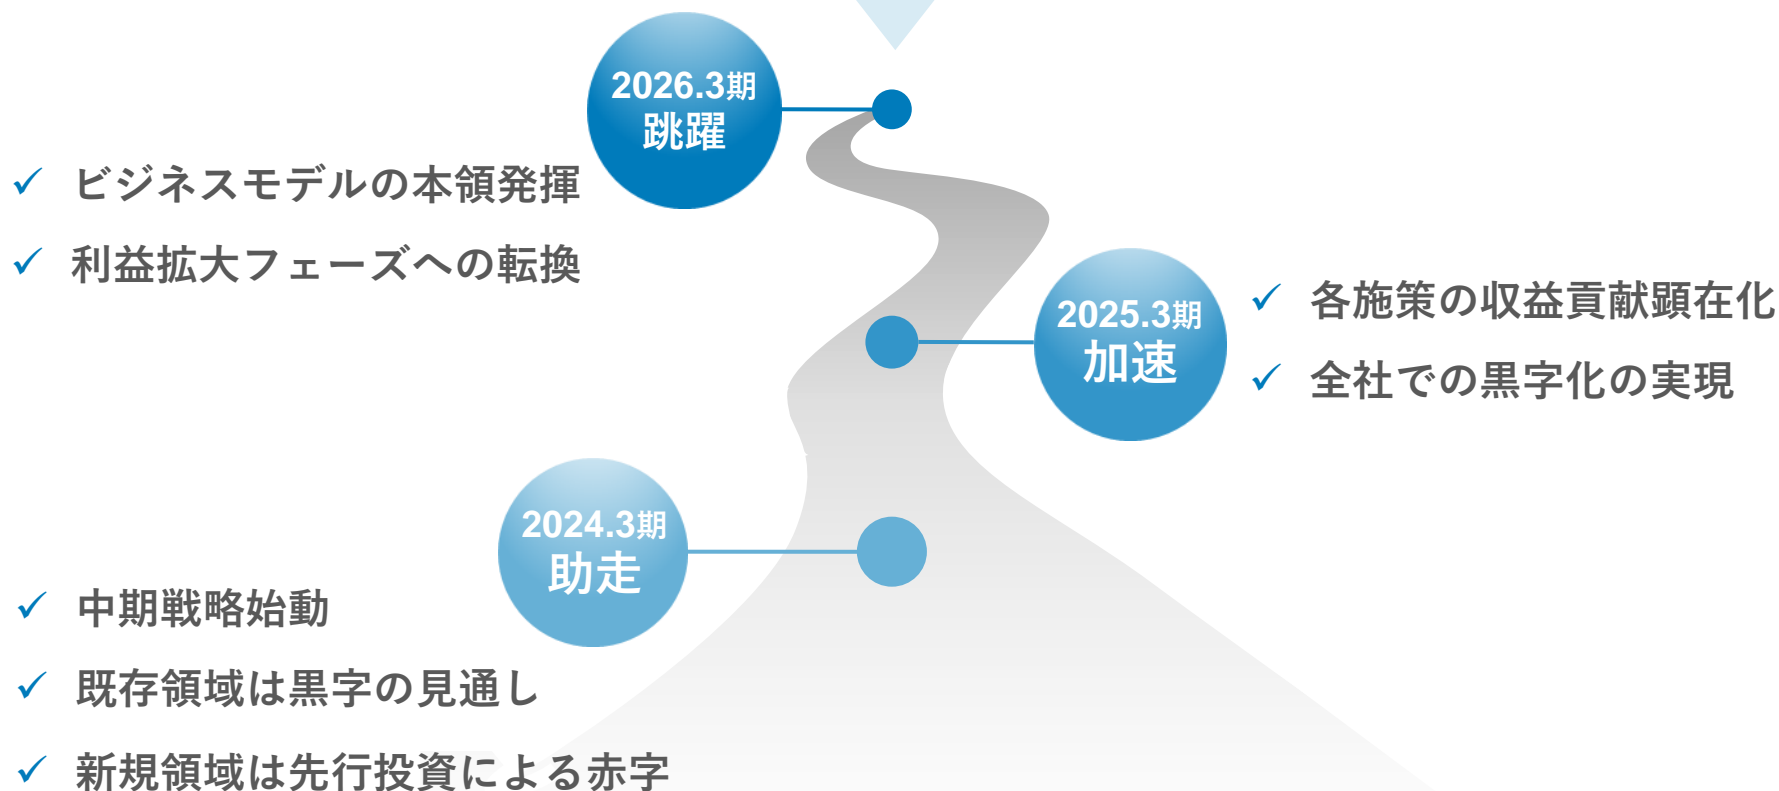 2026.3期
跳躍
✓ ビジネスモデルの本領発揮
✓ 利益拡大フェーズへの転換
2025.3期
加速
✓ 各施策の収益貢献顕在化
✓ 全社での黒字化の実現
2024.3期
助走
✓ 中期戦略始動
✓ 既存領域は黒字の見通し
✓ 新規領域は先行投資による赤字